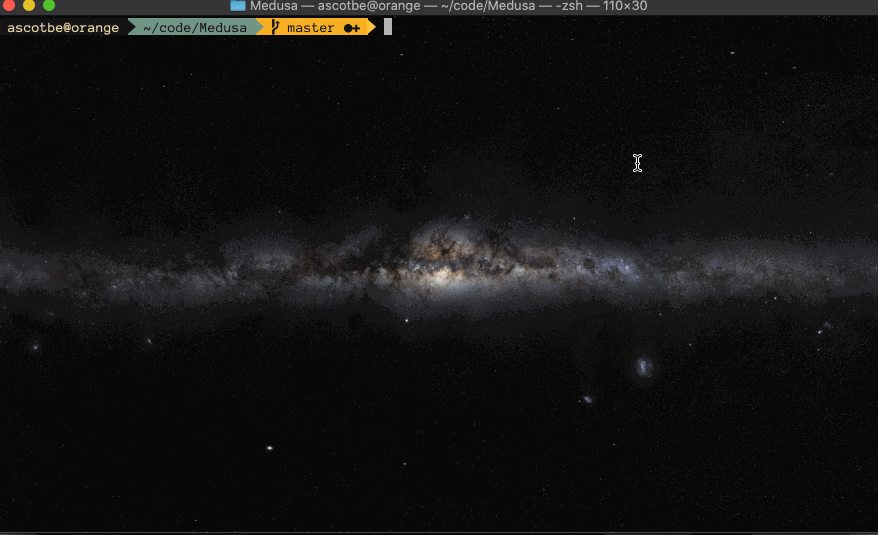 Medusa — ascotbe@orange — ~/code/Medusa — -zsh — 110×30
ascotbe@orange ~/code/Medusa master ●+